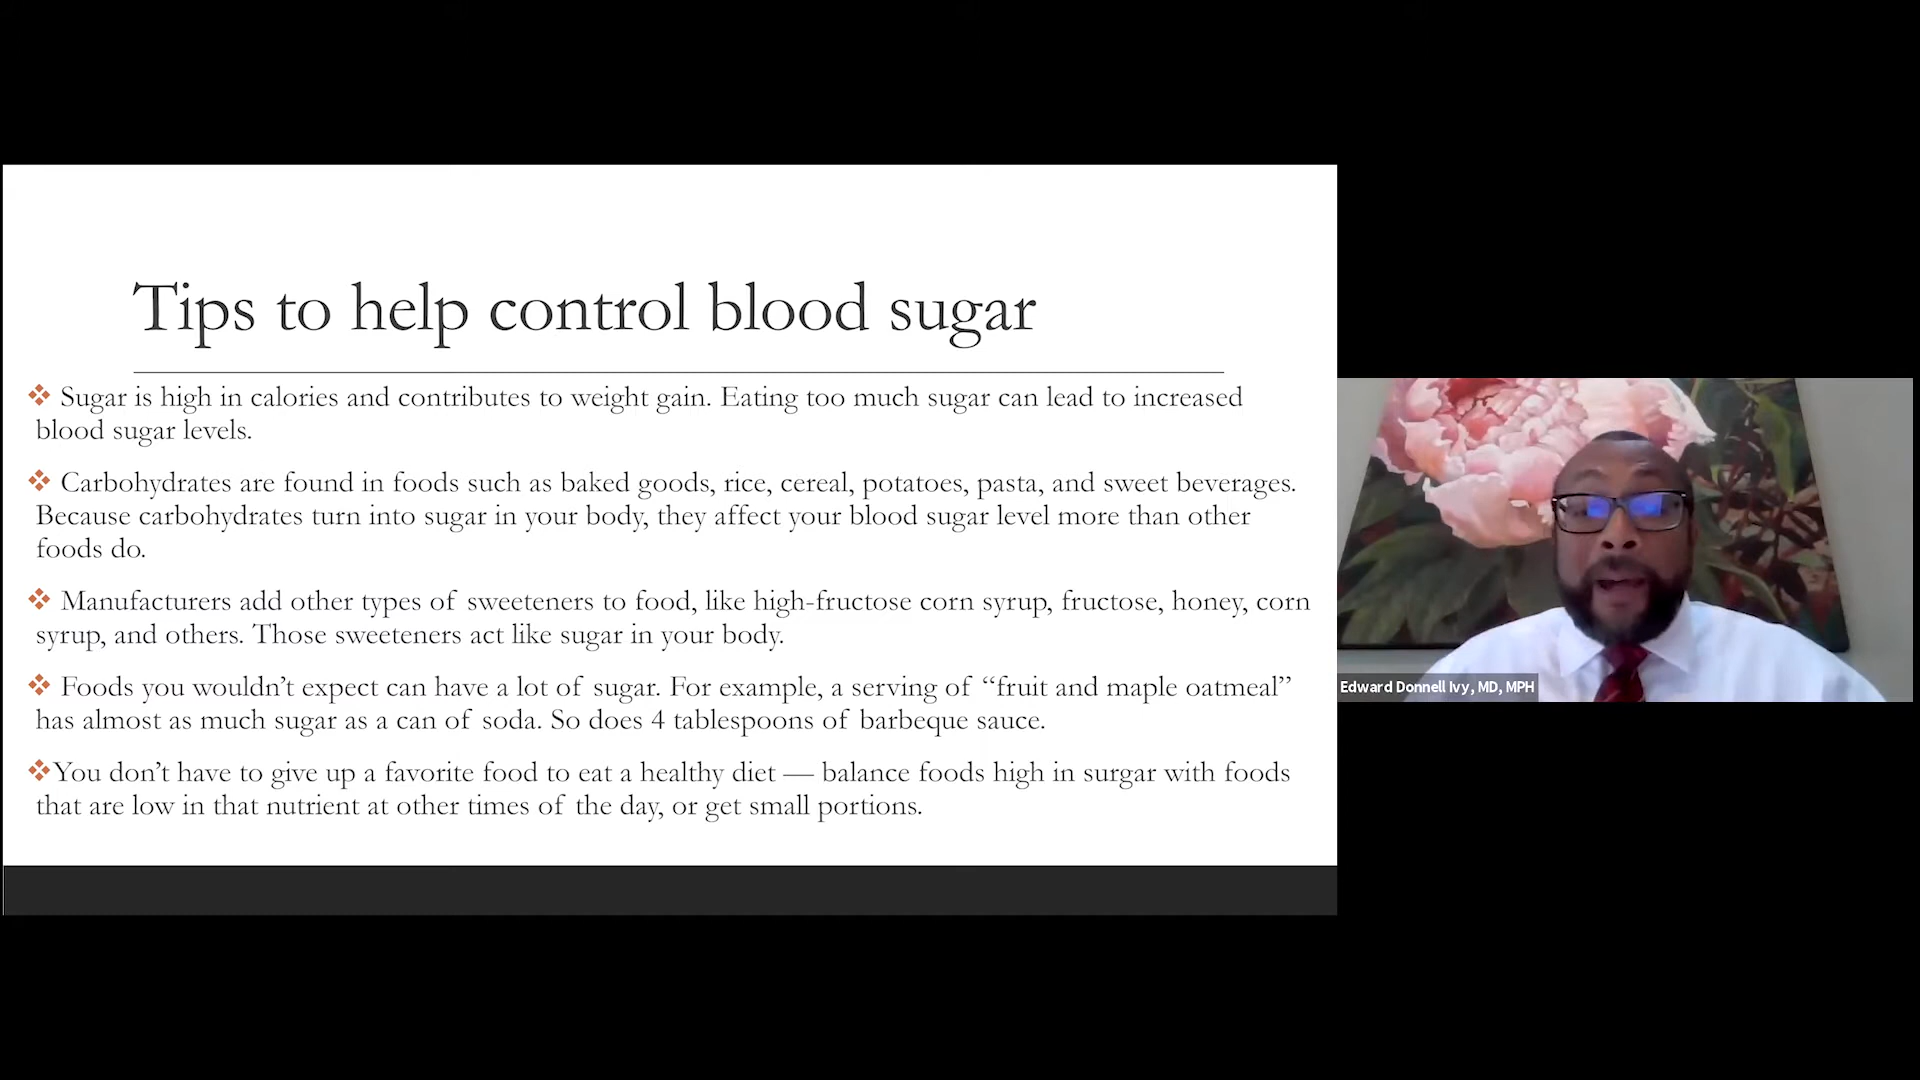 Tips to help control blood sugar
❖ Sugar is high in calories and contributes to weight gain. Eating too much sugar can lead to increased
blood sugar levels.
❖ Carbohydrates are found in foods such as baked goods, rice, cereal, potatoes, pasta, and sweet beverages.
Because carbohydrates turn into sugar in your body, they affect your blood sugar level more than other
foods do.
❖ Manufacturers add other types of sweeteners to food, like high-fructose corn syrup, fructose, honey, corn
syrup, and others. Those sweeteners act like sugar in your body.
❖ Foods you wouldn’t expect can have a lot of sugar. For example, a serving of “fruit and maple oatmeal”
has almost as much sugar as a can of soda. So does 4 tablespoons of barbeque sauce.
❖You don’t have to give up a favorite food to eat a healthy diet — balance foods high in surgar with foods
that are low in that nutrient at other times of the day, or get small portions.
Edward Donnell Ivy, MD, MPH